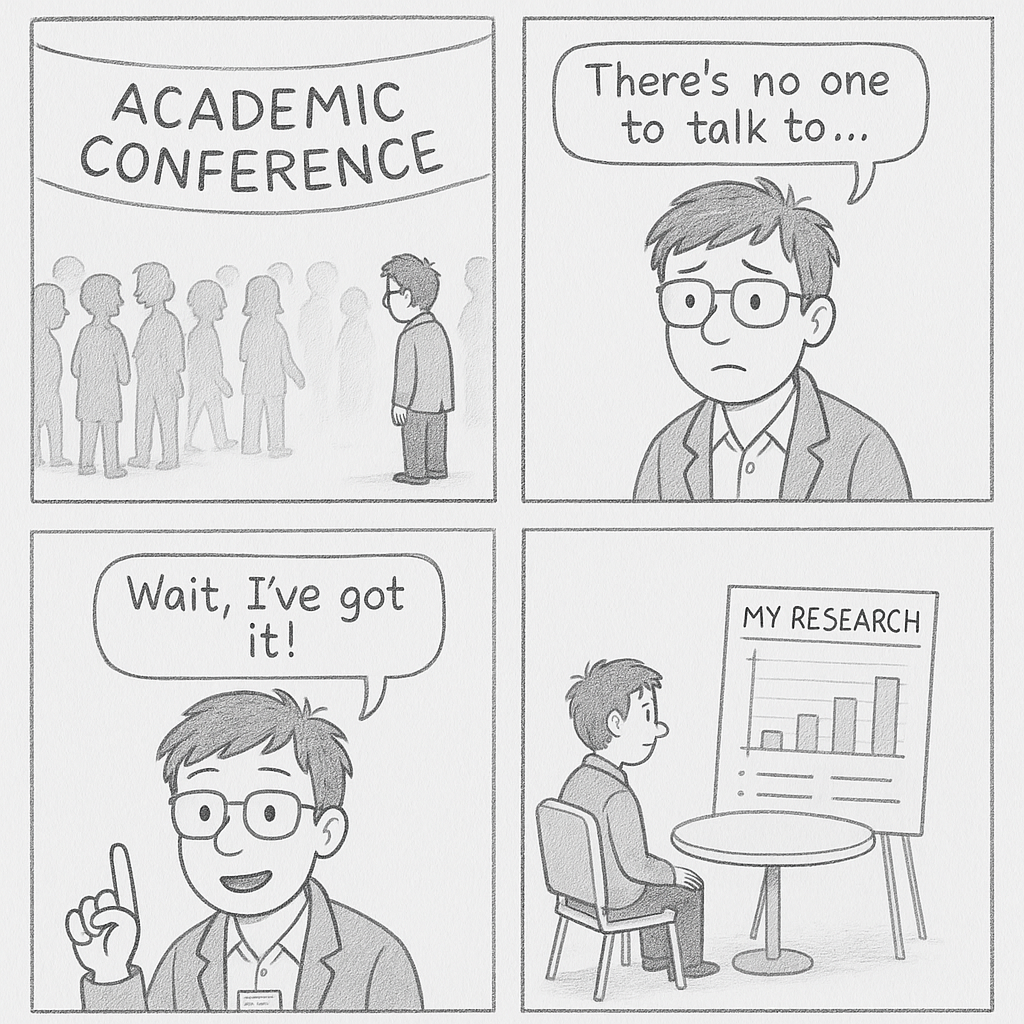 ACADEMIC
CONFERENCE
There's no one
to talk to...
Wait, I've got
it!
MY RESEARCH